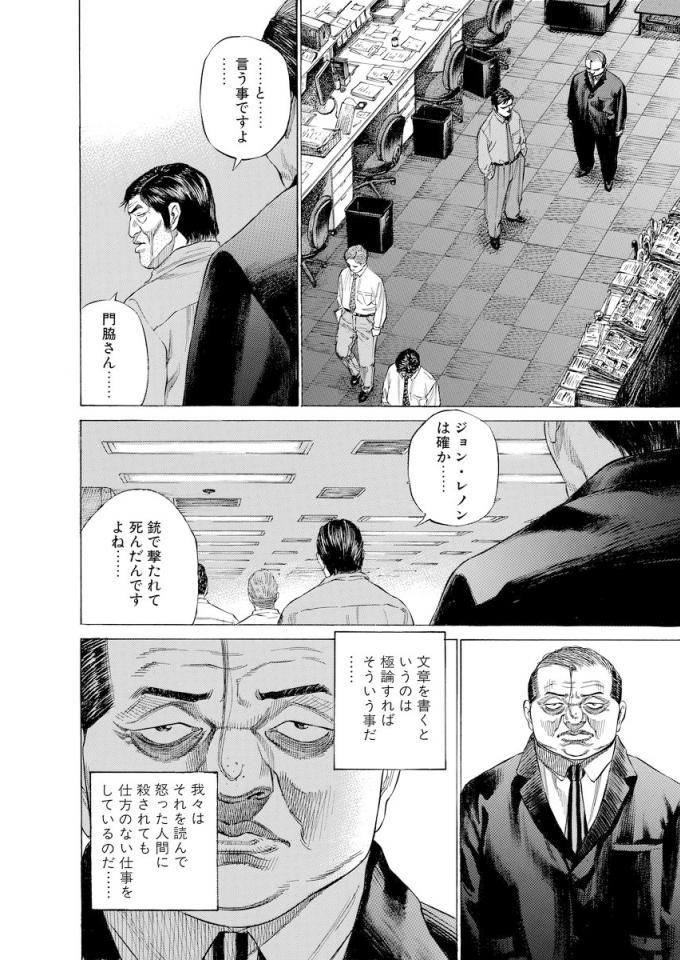 ……と……
言う事ですよ
……
門脇さん……
ジョン・レノン
は確か……
銃で撃たれて
死んだんです
よね……
文章を書くと
いうのは
極論すれば
そういう事だ
……
我々は
それを読んで
怒った人間に
殺されても
仕方のない仕事を
しているのだ……